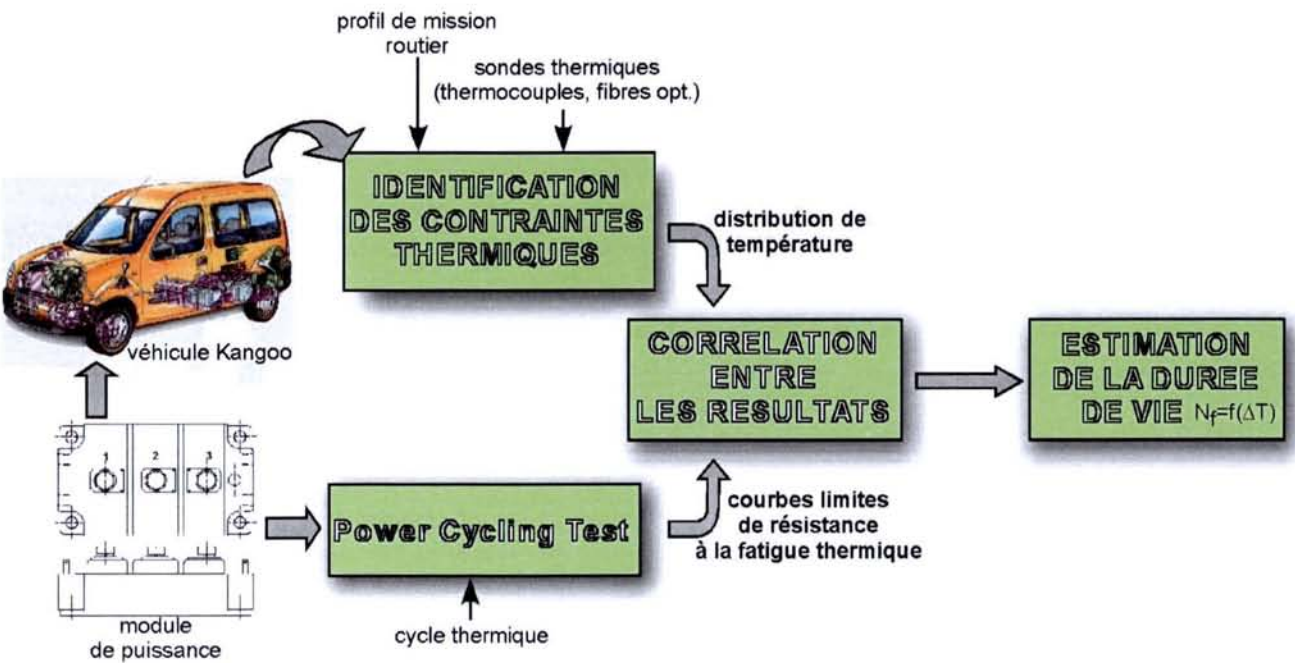 profil de mission
routier
sondes thermiques
(thermocouples, fibres opt.)
IDENTIFICATION
DES CONTRAINTES
THERMIQUES
distribution de
température
véhicule Kangoo
CORRELATION
ENTRE
LES RESULTATS
ESTIMATION
DE LA DUREE
DE VIE Nf=f(ΔT)
1 2 3
Power Cycling Test
courbes limites
de résistance
à la fatigue thermique
module
de puissance
cycle thermique